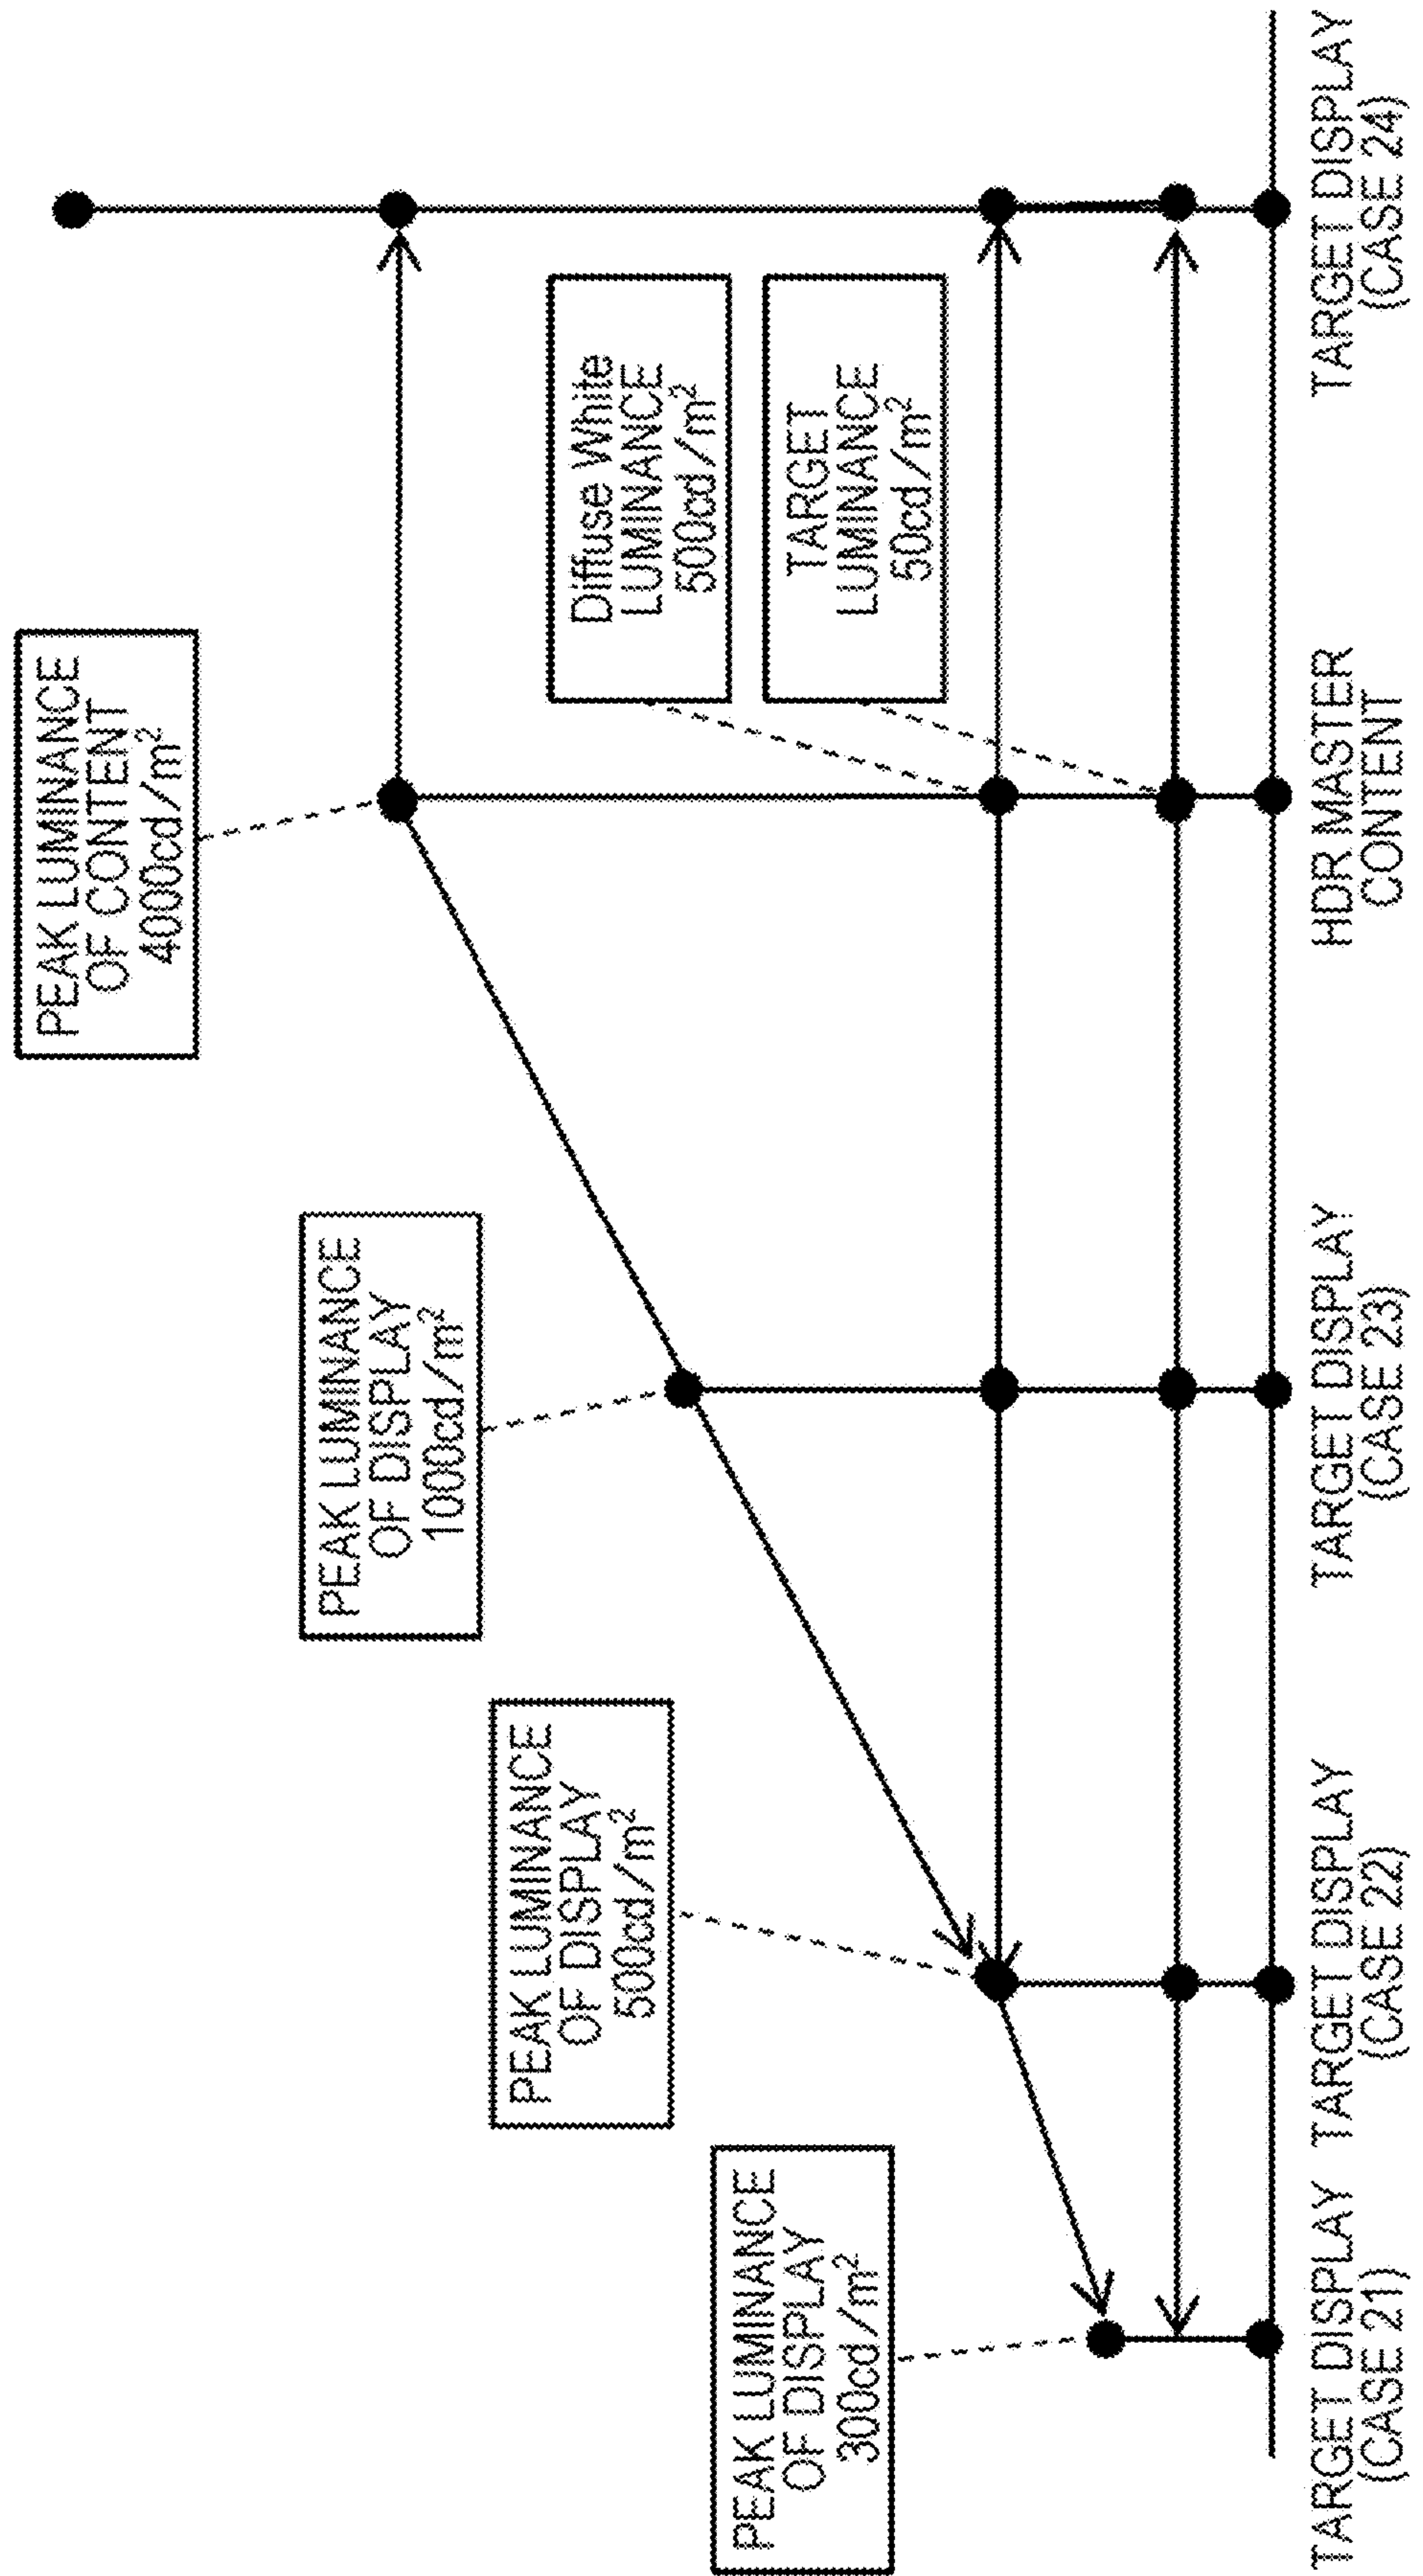 PEAK LUMINANCE
OF DISPLAY
300cd/m²
PEAK LUMINANCE
OF DISPLAY
500cd/m²
PEAK LUMINANCE
OF DISPLAY
1000cd/m²
PEAK LUMINANCE
OF CONTENT
4000cd/m²
Diffuse White
LUMINANCE
500cd/m²
TARGET
LUMINANCE
50cd/m²
TARGET DISPLAY
(CASE 21)
TARGET DISPLAY
(CASE 22)
TARGET DISPLAY
(CASE 23)
HDR MASTER
CONTENT
TARGET DISPLAY
(CASE 24)